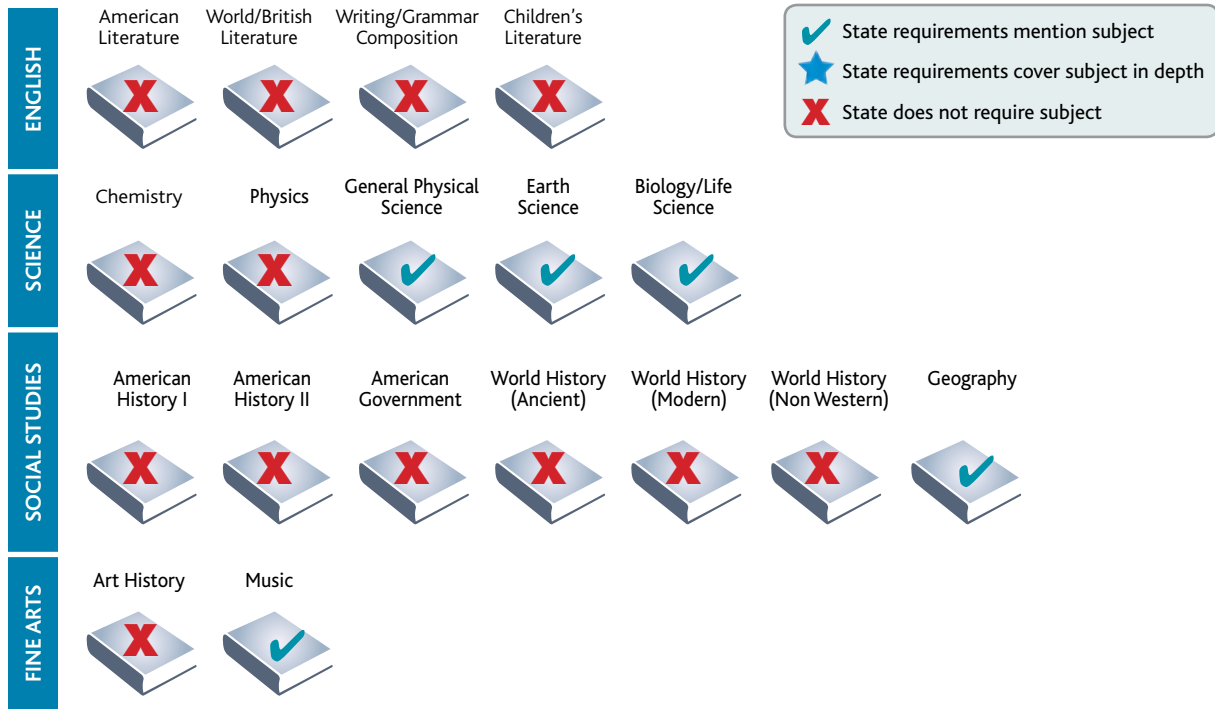 American
Literature
World/British
Literature
Writing/Grammar
Composition
Children's
Literature
State requirements mention subject
State requirements cover subject in depth
State does not require subject
ENGLISH
Chemistry
Physics
General Physical
Science
Earth
Science
Biology/Life
Science
SCIENCE
American
History I
American
History II
American
Government
World History
(Ancient)
World History
(Modern)
World History
(Non Western)
Geography
SOCIAL STUDIES
Art History
Music
FINE ARTS